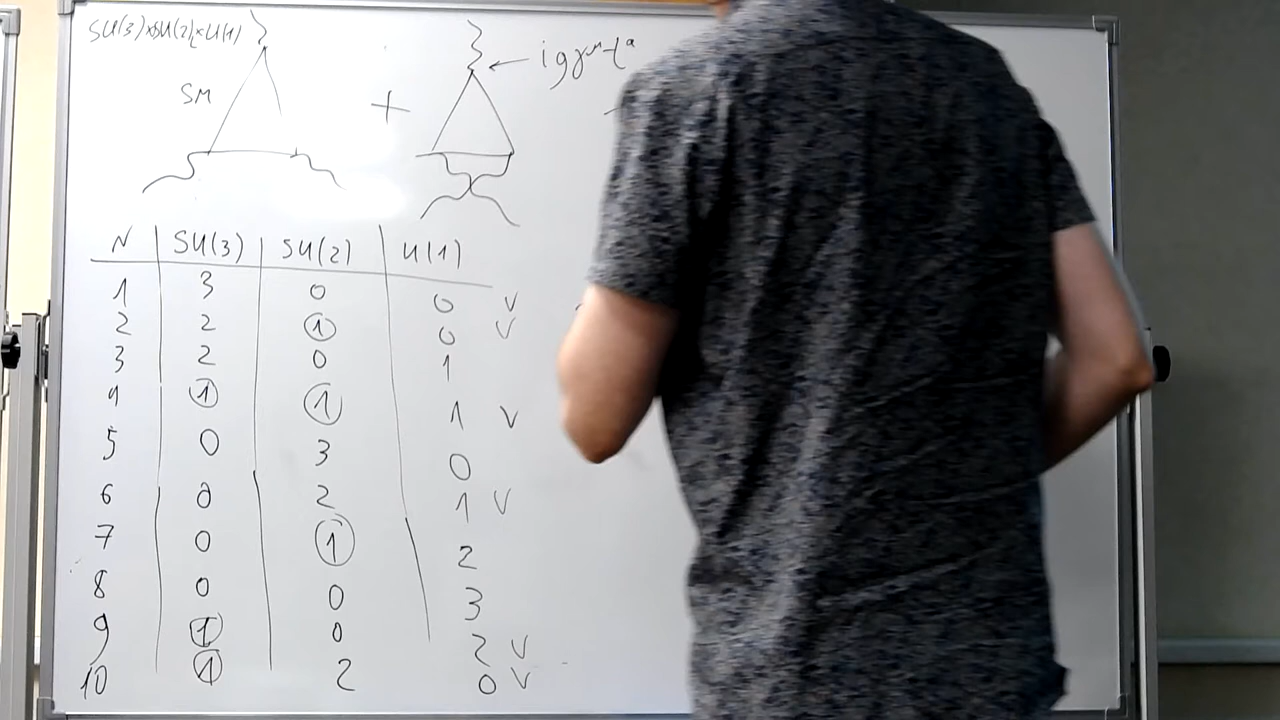 SU(3)×SU(2)L×U(1)
SM + ← igγ^μ t^a
N SU(3) SU(2) U(1)
1 3 0 0 V
2 2 1 0 V
3 2 0 1
4 1 1 1 V
5 0 3 0
6 0 2 1 V
7 0 1 2
8 0 0 3
9 1 0 2 V
10 1 2 0 V